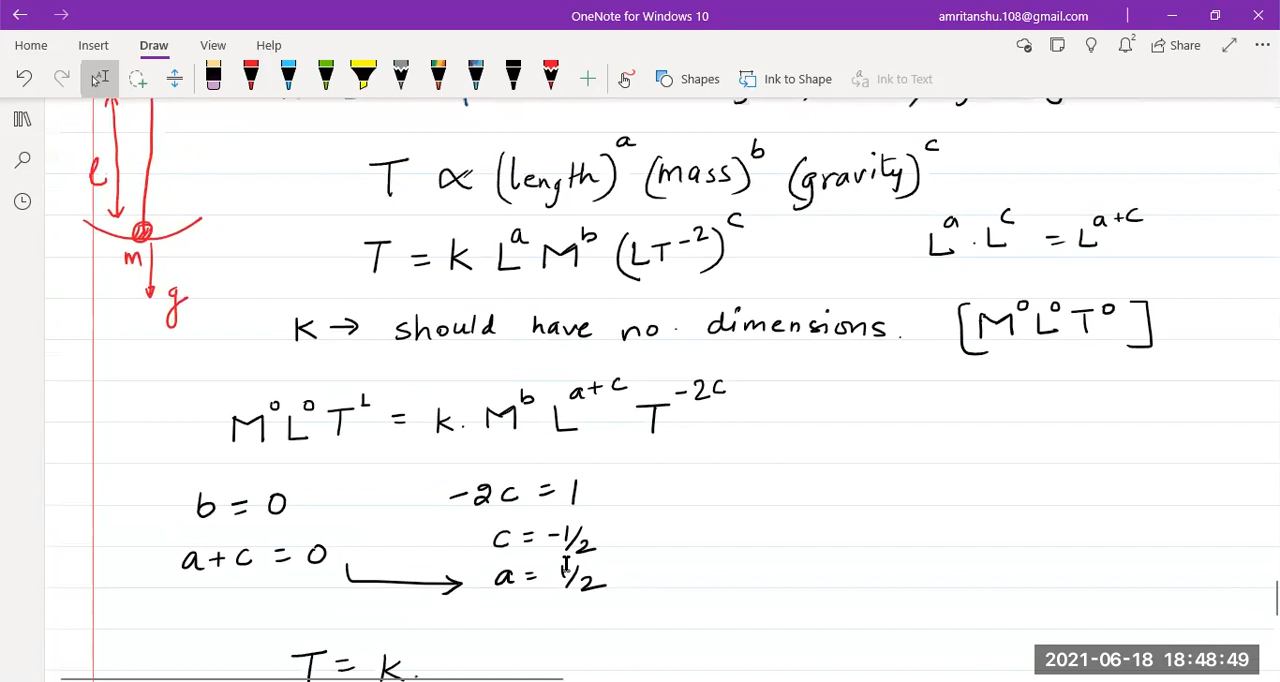 OneNote for Windows 10
amritanshu.108@gmail.com
Home Insert Draw View Help
Share
Shapes
Ink to Shape
Ink to Text
T ∝ (length)^a (mass)^b (gravity)^c
l
m
g
T = K L^a M^b (LT^-2)^c
L^a . L^c = L^a+c
K → should have no dimensions. [M^0 L^0 T^0]
M^0 L^0 T^1 = k. M^b L^a+c T^-2c
b = 0
-2c = 1
a+c = 0
c = -1/2
a = 1/2
T = k.
2021-06-18 18:48:49